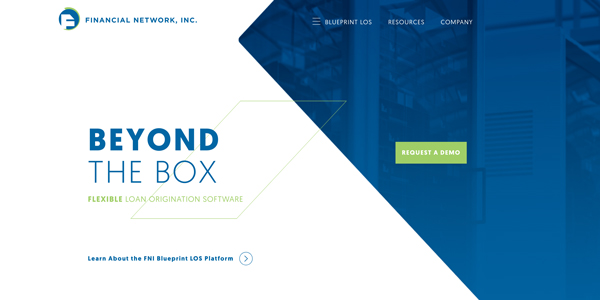 FINANCIAL NETWORK, INC.
BLUEPRINT LOS RESOURCES COMPANY
BEYOND
THE BOX
FLEXIBLE LOAN ORIGINATION SOFTWARE
REQUEST A DEMO
Learn About the FNI Blueprint LOS Platform